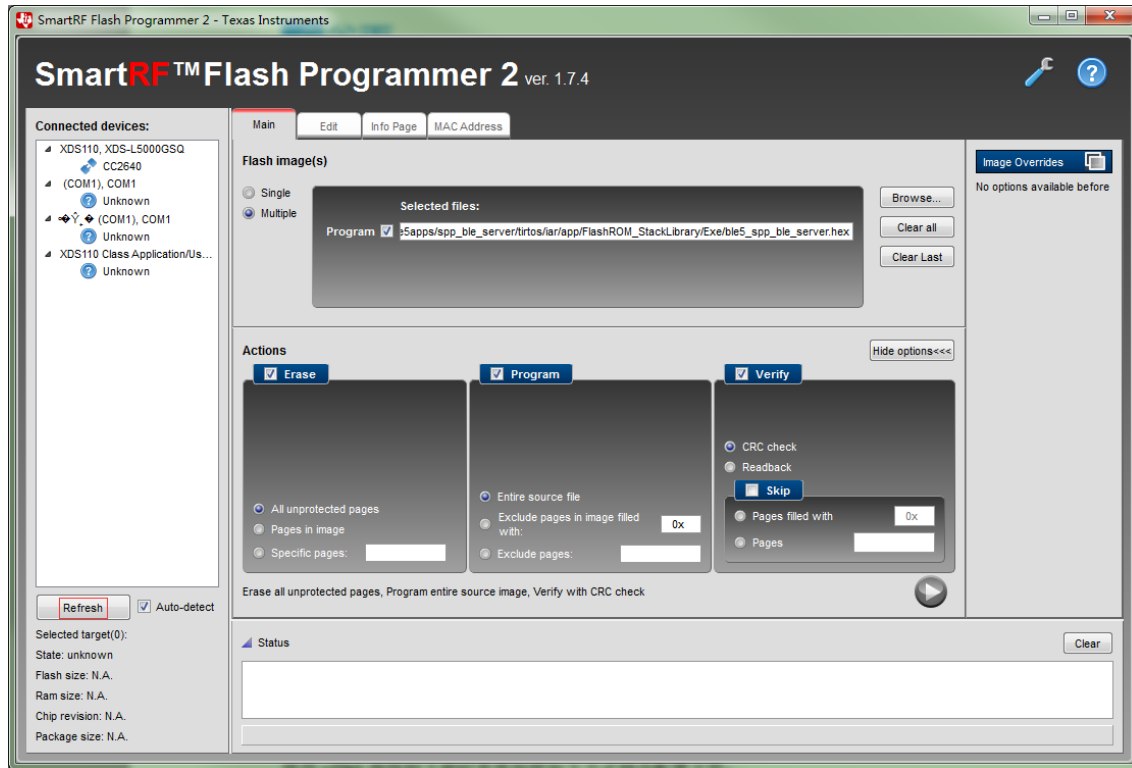 SmartRF Flash Programmer 2 - Texas Instruments
SmartRF™Flash Programmer 2 ver. 1.7.4
Connected devices:
XDS110, XDS-L5000GSQ
CC2640
(COM1), COM1
Unknown
(COM1), COM1
Unknown
XDS110 Class Application/Us...
Unknown
Refresh
Auto-detect
Selected target(0):
State: unknown
Flash size: N.A.
Ram size: N.A.
Chip revision: N.A.
Package size: N.A.
Main Edit Info Page MAC Address
Flash image(s)
Single
Multiple
Selected files:
Program
e5apps/spp_ble_server/tirtos/iar/app/FlashROM_StackLibrary/Exe/ble5_spp_ble_server.hex
Browse...
Clear all
Clear Last
Actions
Hide options<<<
Erase
All unprotected pages
Pages in image
Specific pages:
Program
Entire source file
Exclude pages in image filled
with:
0x
Exclude pages:
Verify
CRC check
Readback
Skip
Pages filled with
0x
Pages
Erase all unprotected pages, Program entire source image, Verify with CRC check
Status
Clear
Image Overrides
No options available before